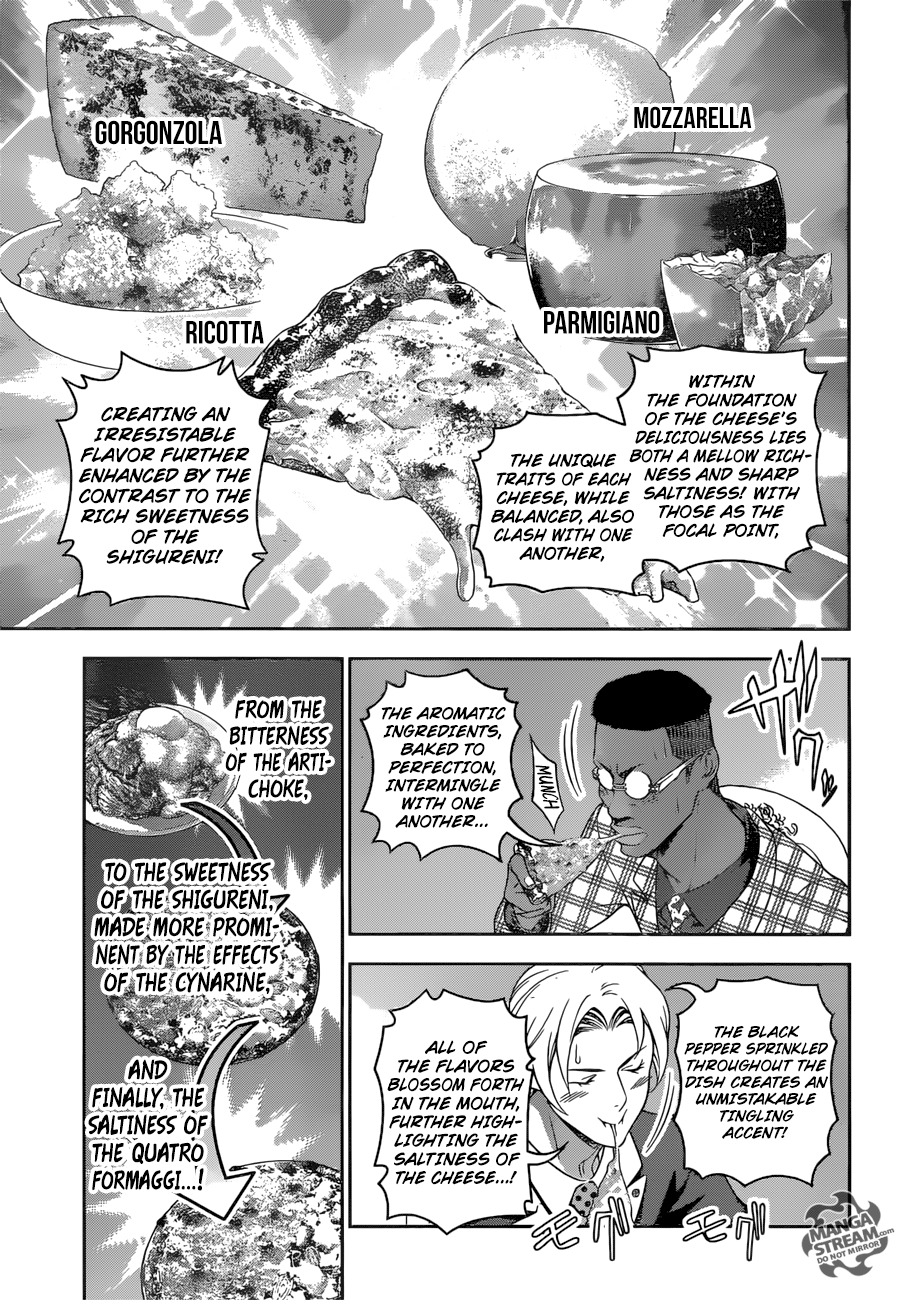 MOZZARELLA
PARMIGIANO
GORGONZOLA
RICOTTA
WITHIN
THE FOUNDATION
OF THE CHEESE'S
DELICIOUSNESS LIES
BOTH A MELLOW RICH-
NESS AND SHARP
SALTINESS! WITH
THOSE AS THE
FOCAL POINT,
THE UNIQUE
TRAITS OF EACH
CHEESE, WHILE
BALANCED, ALSO
CLASH WITH ONE
ANOTHER,
CREATING AN
IRRESISTABLE
FLAVOR FURTHER
ENHANCED BY THE
CONTRAST TO THE
RICH SWEETNESS
OF THE
SHIGURENI!
THE AROMATIC
INGREDIENTS,
BAKED TO
PERFECTION,
INTERMINGLE
WITH ONE
ANOTHER...
MUNCH
THE BLACK
PEPPER SPRINKLED
THROUGHOUT THE
DISH CREATES AN
UNMISTAKABLE
TINGLING
ACCENT!
ALL OF
THE FLAVORS
BLOSSOM FORTH
IN THE MOUTH,
FURTHER HIGH-
LIGHTING THE
SALTINESS OF
THE CHEESE...!
モグ モグ
FROM THE
BITTERNESS
OF THE ARTI-
CHOKE,
TO THE SWEETNESS
OF THE SHIGURENI,
MADE MORE PROMI-
NENT BY THE EFFECTS
OF THE CYNARINE,
AND
FINALLY, THE
SALTINESS OF
THE QUATRO
FORMAGGI...!
MANGA
STREAM.com
DO NOT MIRROR